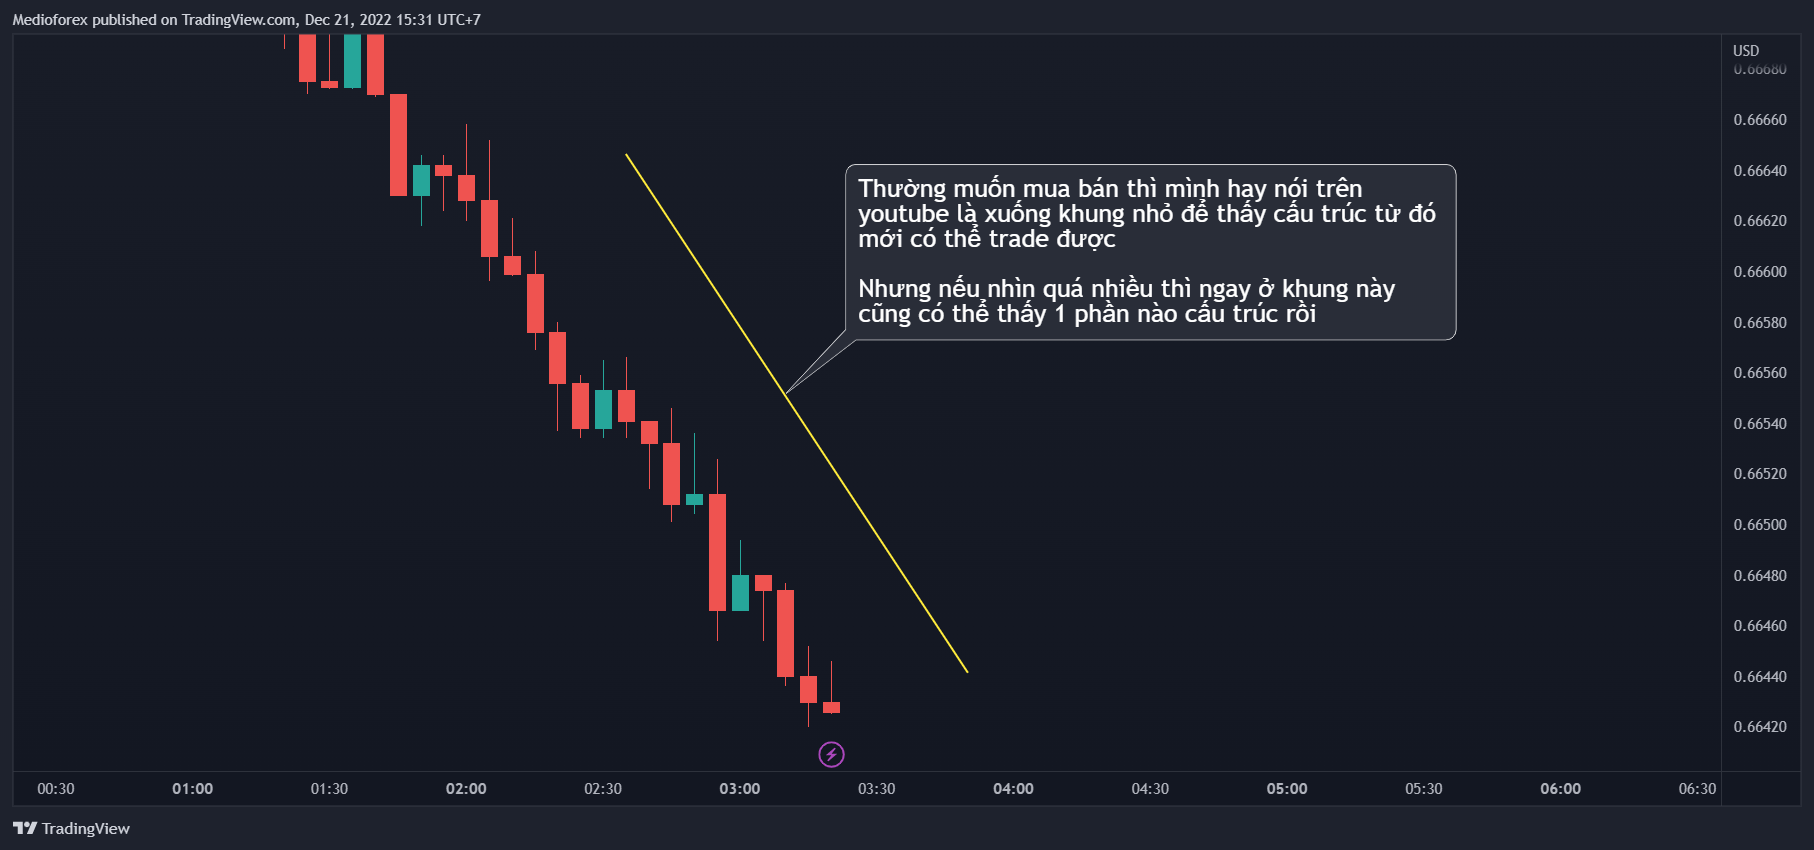 Medioforex published on TradingView.com, Dec 21, 2022 15:31 UTC+7
USD
0.66680
0.66660
0.66640
0.66620
0.66600
0.66580
0.66560
0.66540
0.66520
0.66500
0.66480
0.66460
0.66440
0.66420
Thường muốn mua bán thì mình hay nói trên
youtube là xuống khung nhỏ để thấy cấu trúc từ đó
mới có thể trade được
Nhưng nếu nhìn quá nhiều thì ngay ở khung này
cũng có thể thấy 1 phần nào cấu trúc rồi
00:30 01:00 01:30 02:00 02:30 03:00 03:30 04:00 04:30 05:00 05:30 06:00 06:30
TradingView